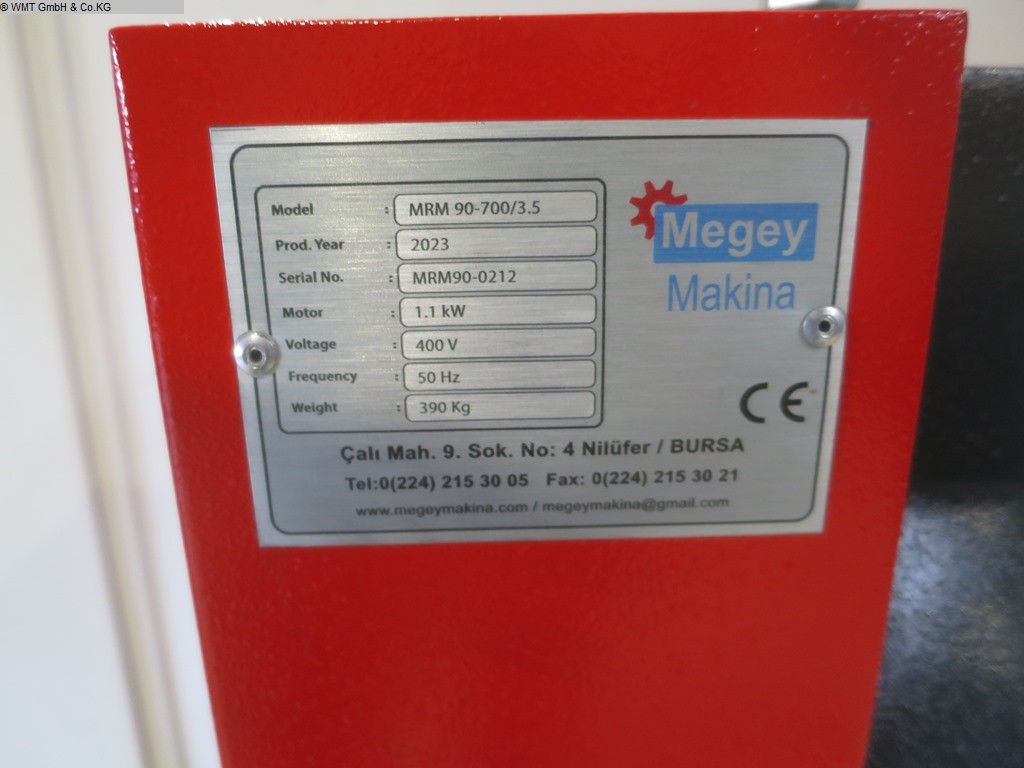 © WMT GmbH & Co.KG
Model : MRM 90-700/3.5
Prod. Year : 2023
Serial No. : MRM90-0212
Motor : 1.1 kW
Voltage : 400 V
Frequency : 50 Hz
Weight : 390 Kg
Megey
Makina
CE
Çalı Mah. 9. Sok. No: 4 Nilüfer / BURSA
Tel:0(224) 215 30 05 Fax: 0(224) 215 30 21
www.megeymakina.com / megeymakina@gmail.com